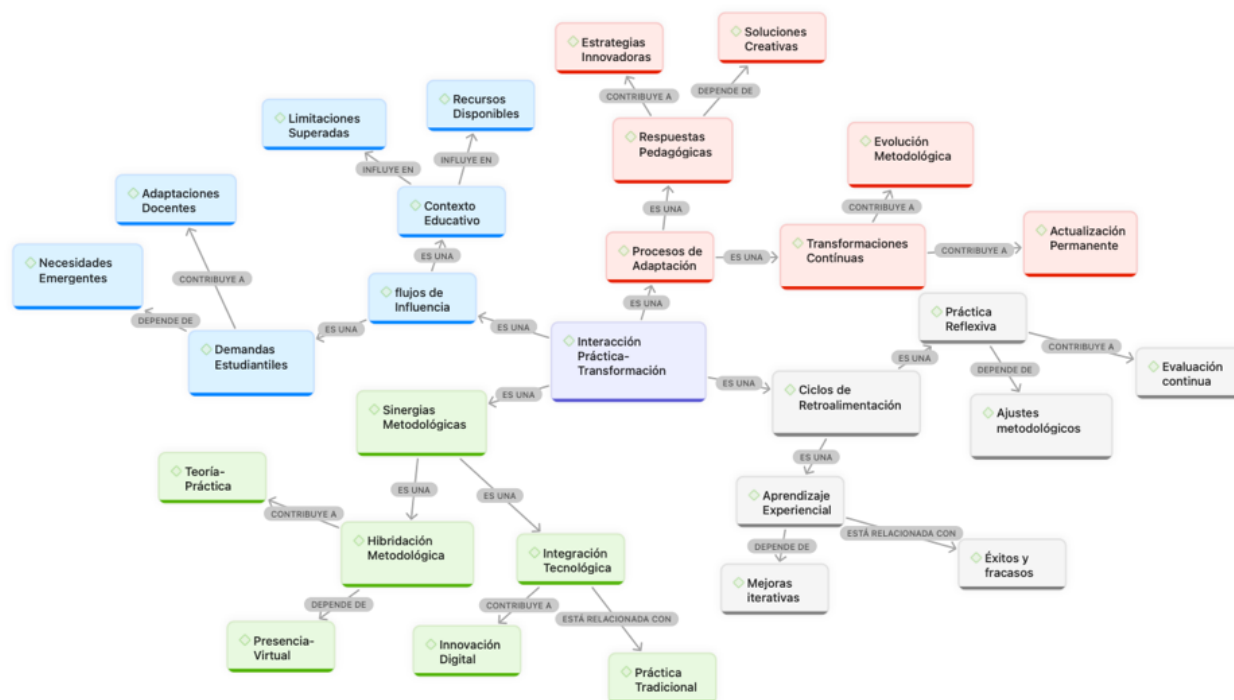 Estrategias
Innovadoras
Soluciones
Creativas
CONTRIBUYE A
DEPENDE DE
Limitaciones
Superadas
Recursos
Disponibles
Respuestas
Pedagógicas
Evolución
Metodológica
INFLUYE EN
INFLUYE EN
Adaptaciones
Docentes
Contexto
Educativo
ES UNA
CONTRIBUYE A
Necesidades
Emergentes
CONTRIBUYE A
ES UNA
Procesos de
Adaptación
ES UNA
Transformaciones
Contínuas
CONTRIBUYE A
Actualización
Permanente
flujos de
Influencia
ES UNA
DEPENDE DE
ES UNA
ES UNA
Práctica
Reflexiva
Demandas
Estudiantiles
Interacción
Práctica-
Transformación
ES UNA
ES UNA
CONTRIBUYE A
Evaluación
continua
DEPENDE DE
Ciclos de
Retroalimentación
ES UNA
Sinergias
Metodológicas
Ajustes
metodológicos
ES UNA
Teoría-
Práctica
ES UNA
ES UNA
Aprendizaje
Experiencial
CONTRIBUYE A
Hibridación
Metodológica
Integración
Tecnológica
ESTÁ RELACIONADA CON
DEPENDE DE
Éxitos y
fracasos
Mejoras
iterativas
DEPENDE DE
CONTRIBUYE A
ESTÁ RELACIONADA CON
Presencia-
Virtual
Innovación
Digital
Práctica
Tradicional